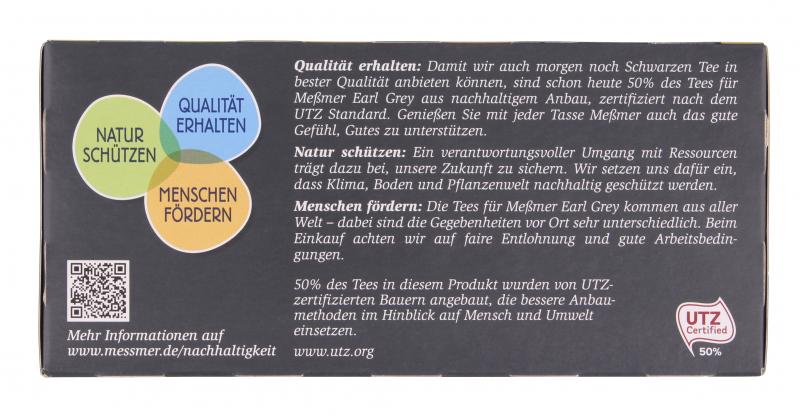 QUALITÄT
ERHALTEN
NATUR
SCHÜTZEN
MENSCHEN
FÖRDERN
Mehr Informationen auf
www.messmer.de/nachhaltigkeit
Qualität erhalten: Damit wir auch morgen noch Schwarzen Tee in
bester Qualität anbieten können, sind schon heute 50% des Tees für
Meßmer Earl Grey aus nachhaltigem Anbau, zertifiziert nach dem
UTZ Standard. Genießen Sie mit jeder Tasse Meßmer auch das gute
Gefühl, Gutes zu unterstützen.
Natur schützen: Ein verantwortungsvoller Umgang mit Ressourcen
trägt dazu bei, unsere Zukunft zu sichern. Wir setzen uns dafür ein,
dass Klima, Boden und Pflanzenwelt nachhaltig geschützt werden.
Menschen fördern: Die Tees für Meßmer Earl Grey kommen aus aller
Welt – dabei sind die Gegebenheiten vor Ort sehr unterschiedlich. Beim
Einkauf achten wir auf faire Entlohnung und gute Arbeitsbedin-
gungen.
50% des Tees in diesem Produkt wurden von UTZ-
zertifizierten Bauern angebaut, die bessere Anbau-
methoden im Hinblick auf Mensch und Umwelt
einsetzen.
www.utz.org
UTZ
Certified
50%